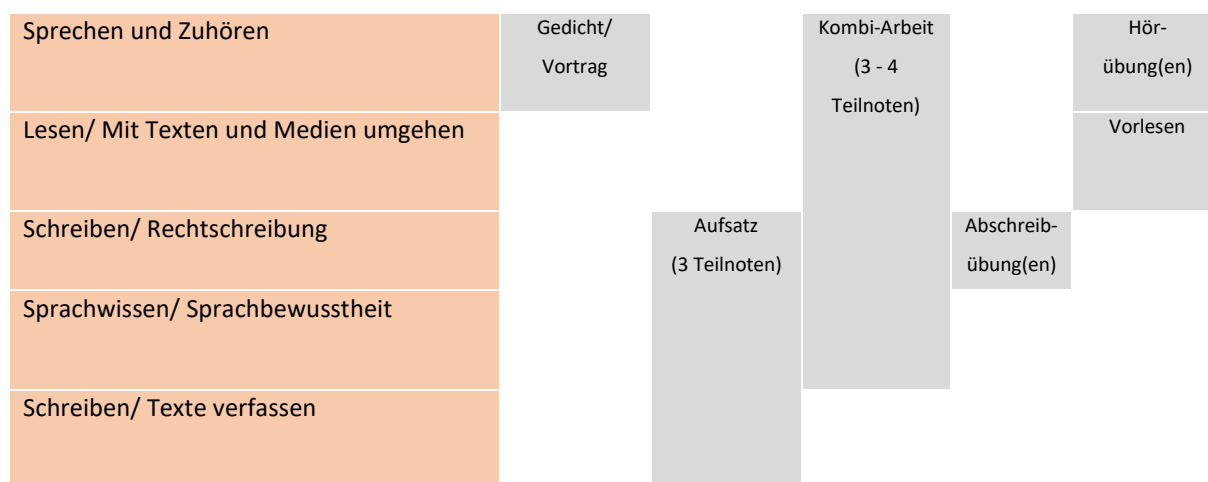 Sprechen und Zuhören
Gedicht/
Vortrag
Kombi-Arbeit
(3 - 4
Teilnoten)
Hör-
übung(en)
Lesen/ Mit Texten und Medien umgehen
Vorlesen
Schreiben/ Rechtschreibung
Aufsatz
(3 Teilnoten)
Abschreib-
übung(en)
Sprachwissen/ Sprachbewusstheit
Schreiben/ Texte verfassen